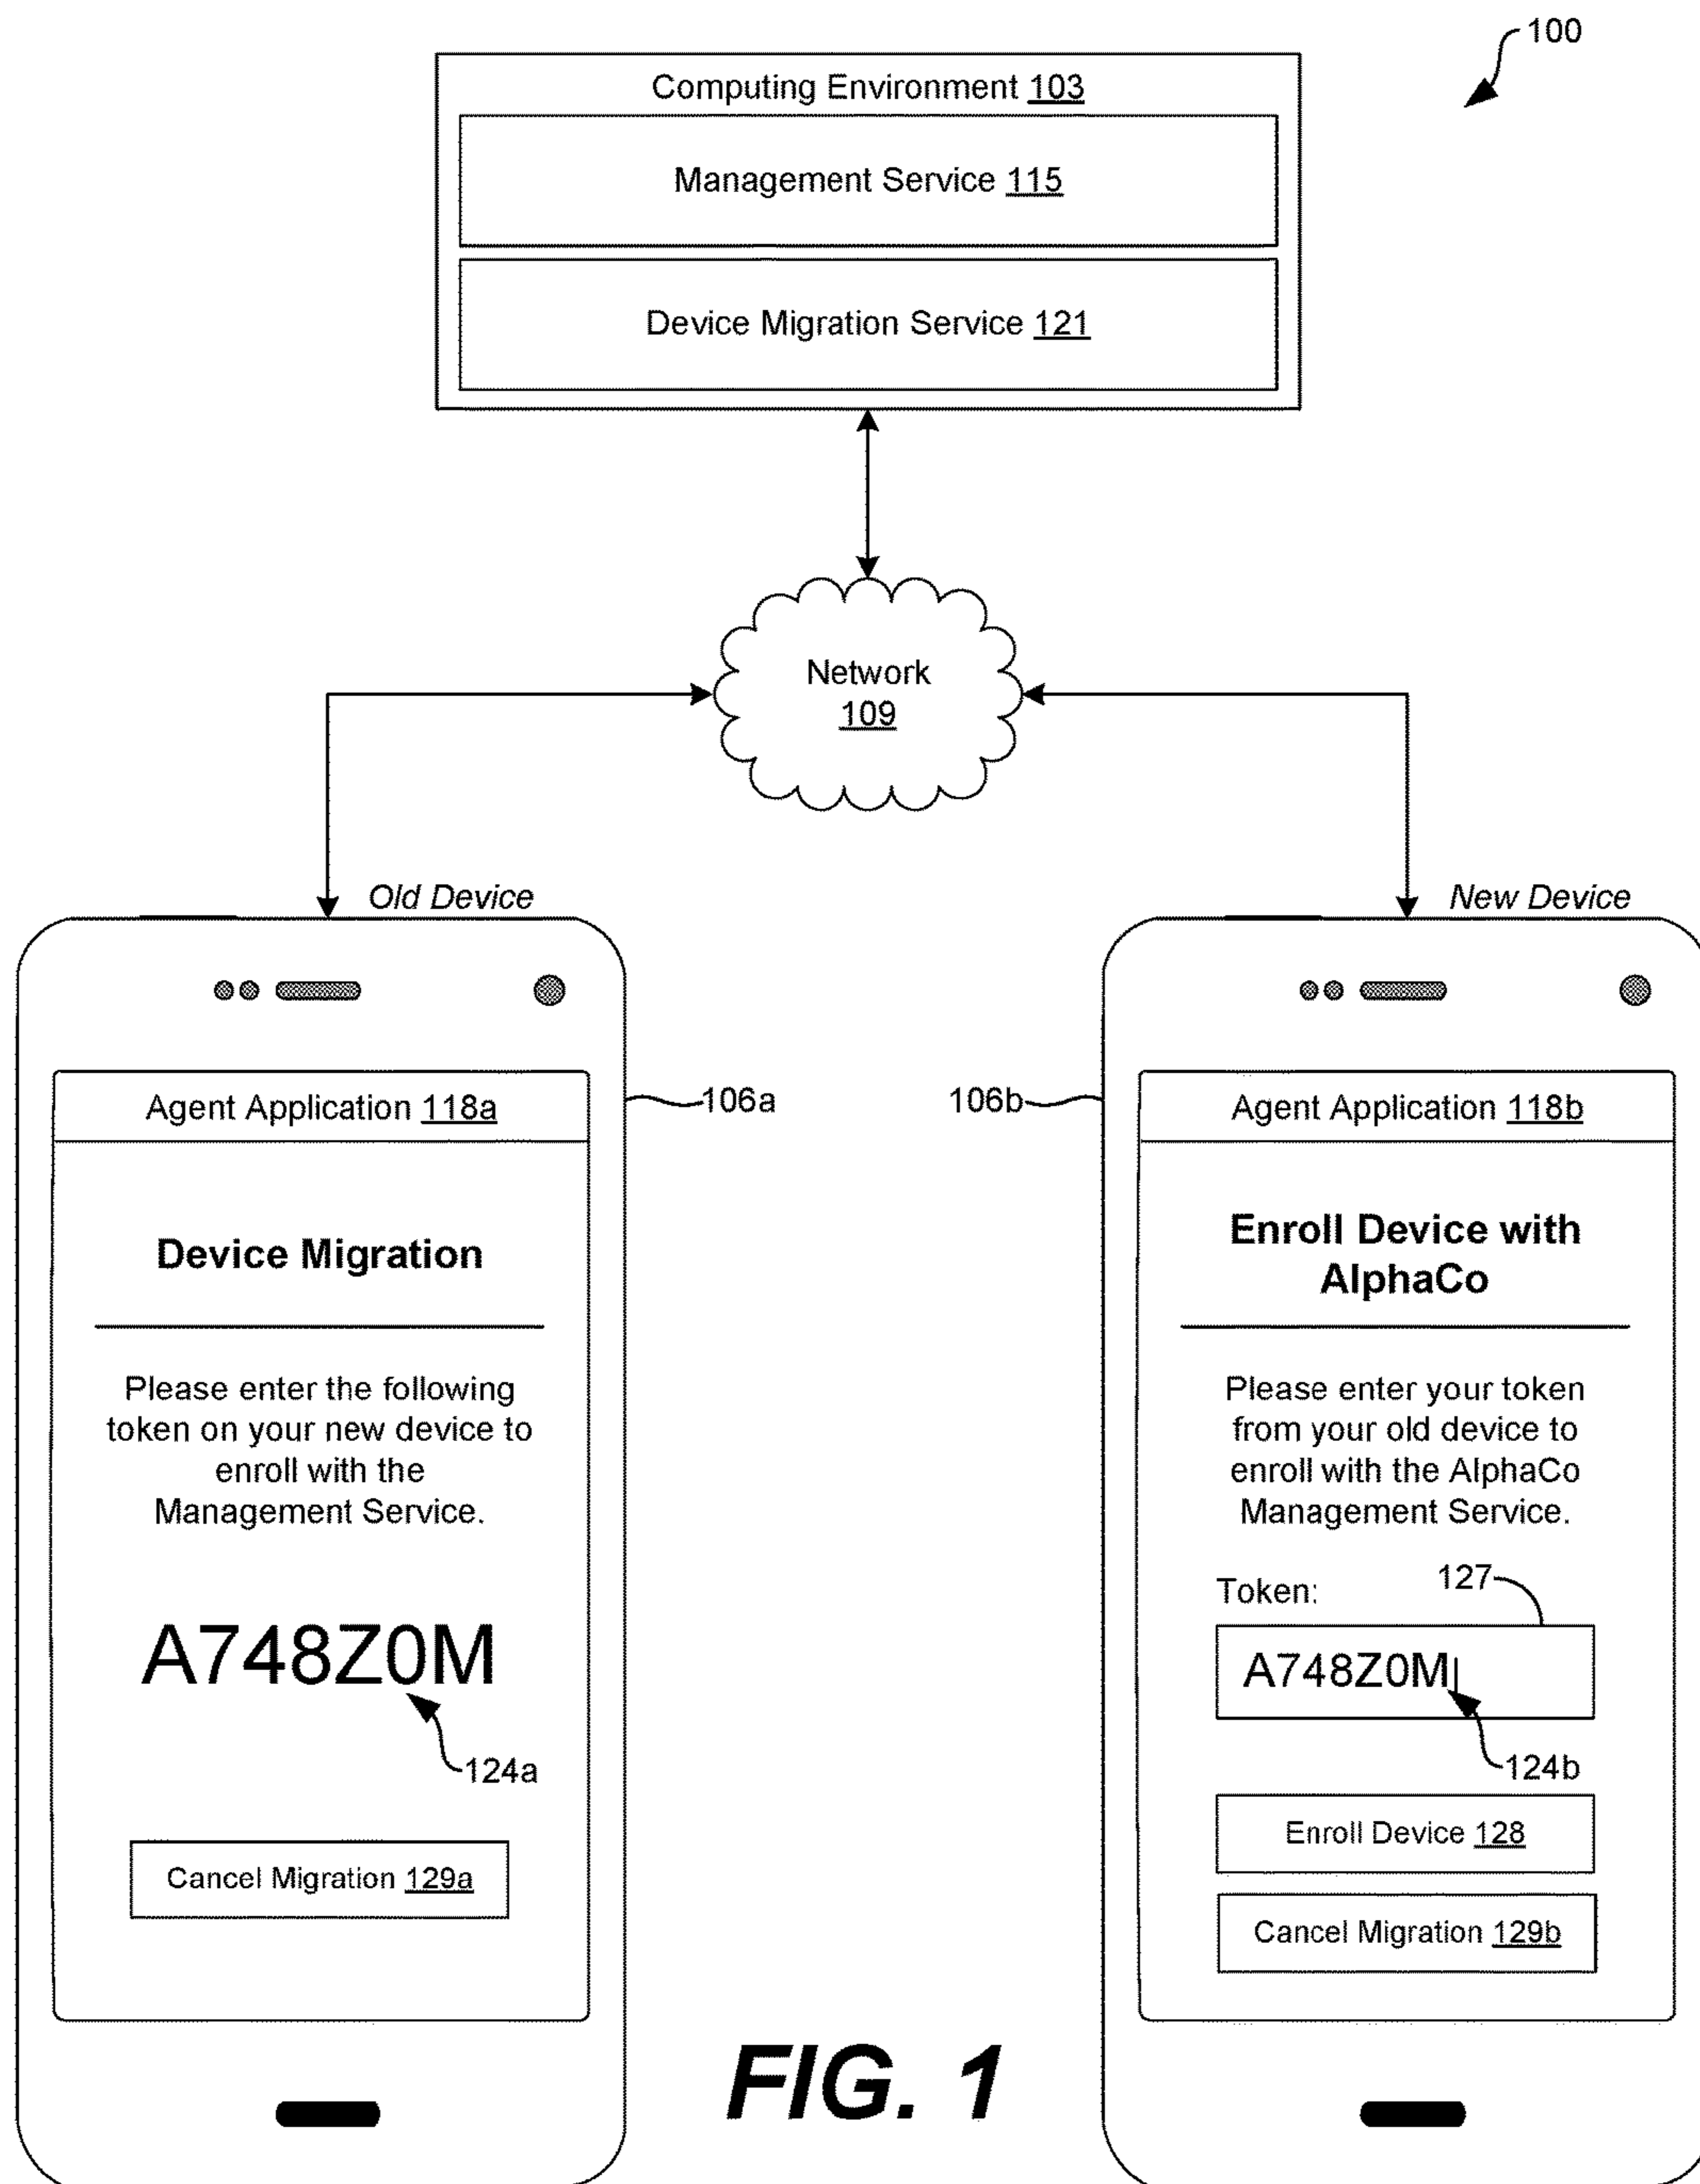 100
Computing Environment 103
Management Service 115
Device Migration Service 121
Network
109
Old Device
New Device
106a
106b
Agent Application 118a
Device Migration
Please enter the following
token on your new device to
enroll with the
Management Service.
A748Z0M
124a
Cancel Migration 129a
Agent Application 118b
Enroll Device with
AlphaCo
Please enter your token
from your old device to
enroll with the AlphaCo
Management Service.
Token:
127
A748Z0M
124b
Enroll Device 128
Cancel Migration 129b
FIG. 1